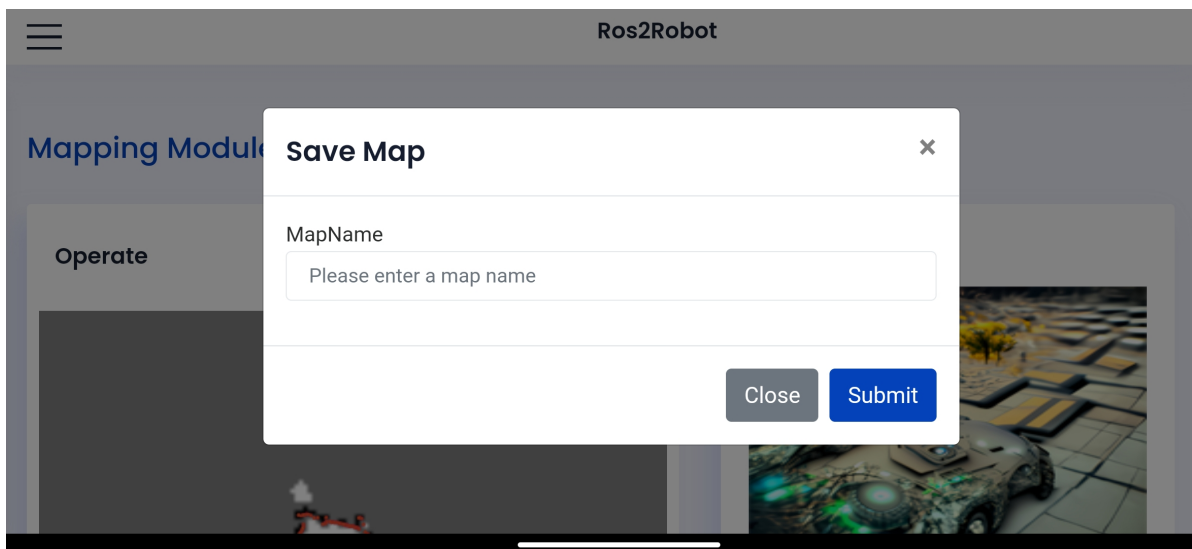 Ros2Robot
Mapping Module
Save Map
×
Operate
MapName
Please enter a map name
Close
Submit